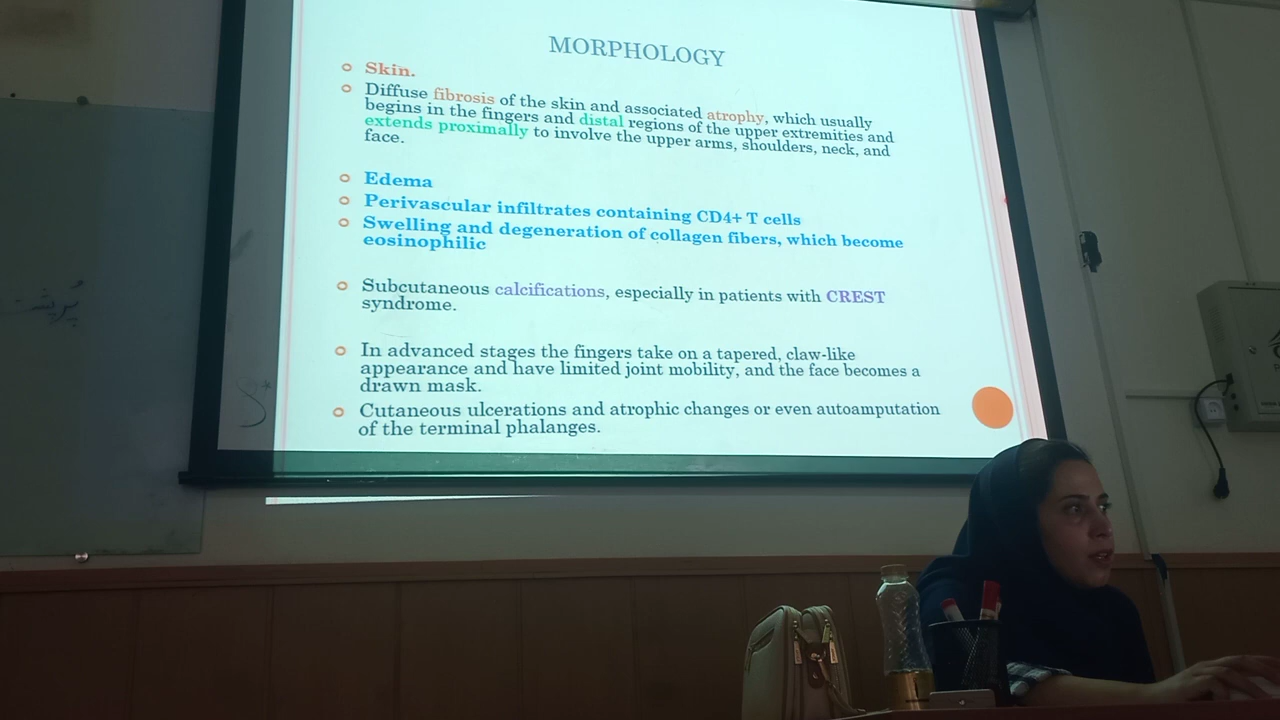 MORPHOLOGY
Skin.
Diffuse fibrosis of the skin and associated atrophy, which usually
begins in the fingers and distal regions of the upper extremities and
extends proximally to involve the upper arms, shoulders, neck, and
face.
Edema
Perivascular infiltrates containing CD4+ T cells
Swelling and degeneration of collagen fibers, which become
eosinophilic
Subcutaneous calcifications, especially in patients with CREST
syndrome.
In advanced stages the fingers take on a tapered, claw-like
appearance and have limited joint mobility, and the face becomes a
drawn mask.
Cutaneous ulcerations and atrophic changes or even autoamputation
of the terminal phalanges.